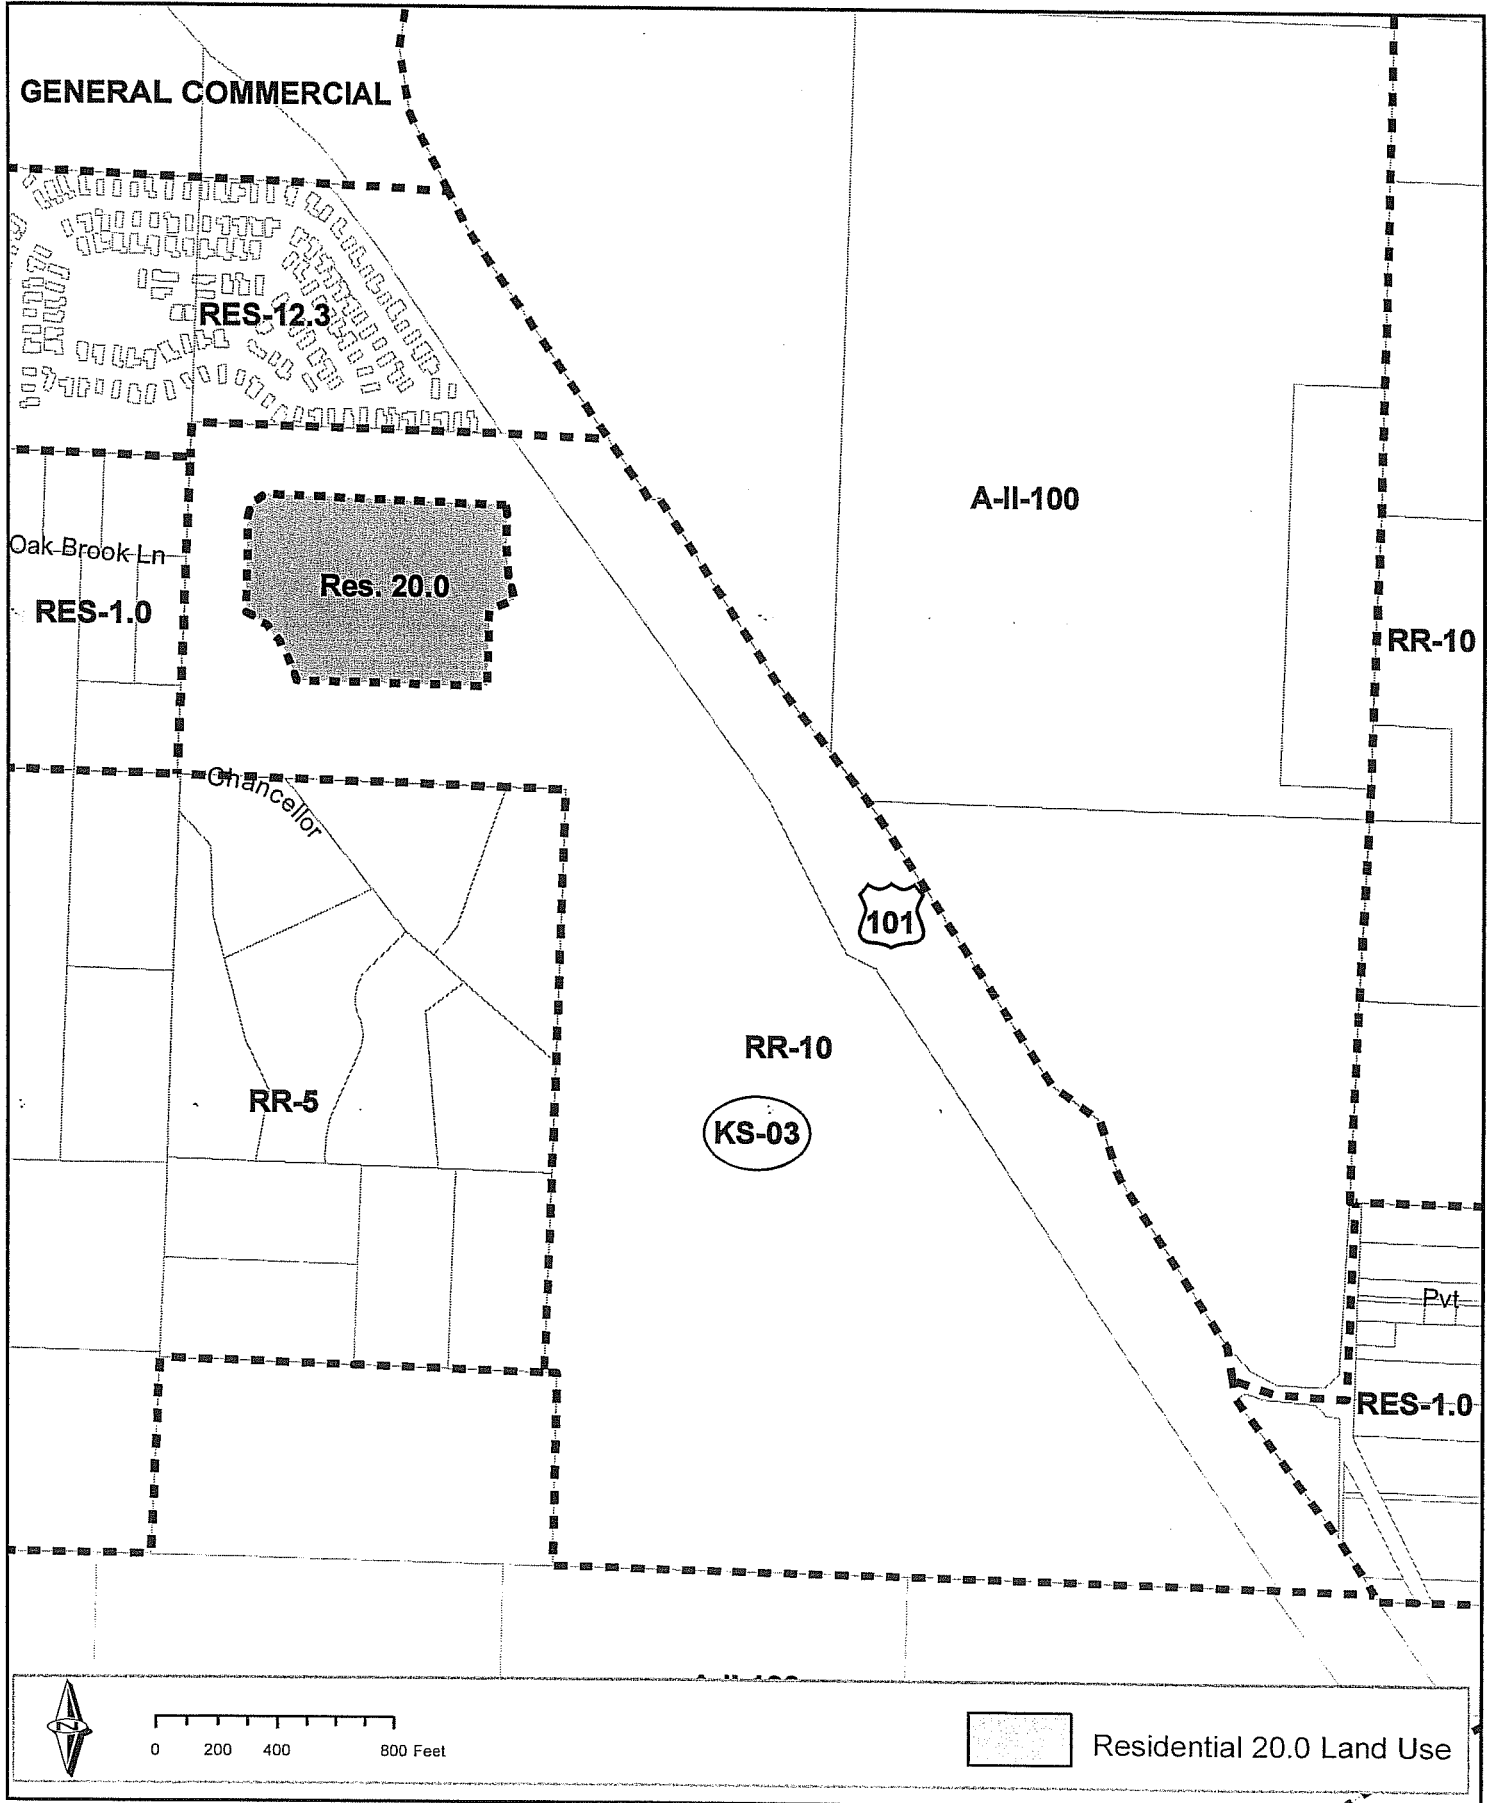 GENERAL COMMERCIAL
RES-12.3
A-II-100
Oak Brook Ln
Res. 20.0
RES-1.0
RR-10
Chancellor
101
RR-10
RR-5
KS-03
Pvt
RES-1.0
N
0 200 400 800 Feet
Residential 20.0 Land Use